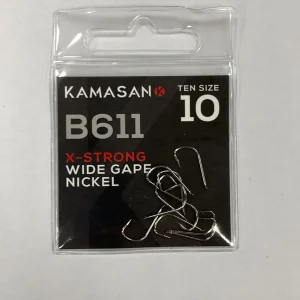 KAMASAN K
TEN SIZE
10
B611
X-STRONG
WIDE GAPE
NICKEL